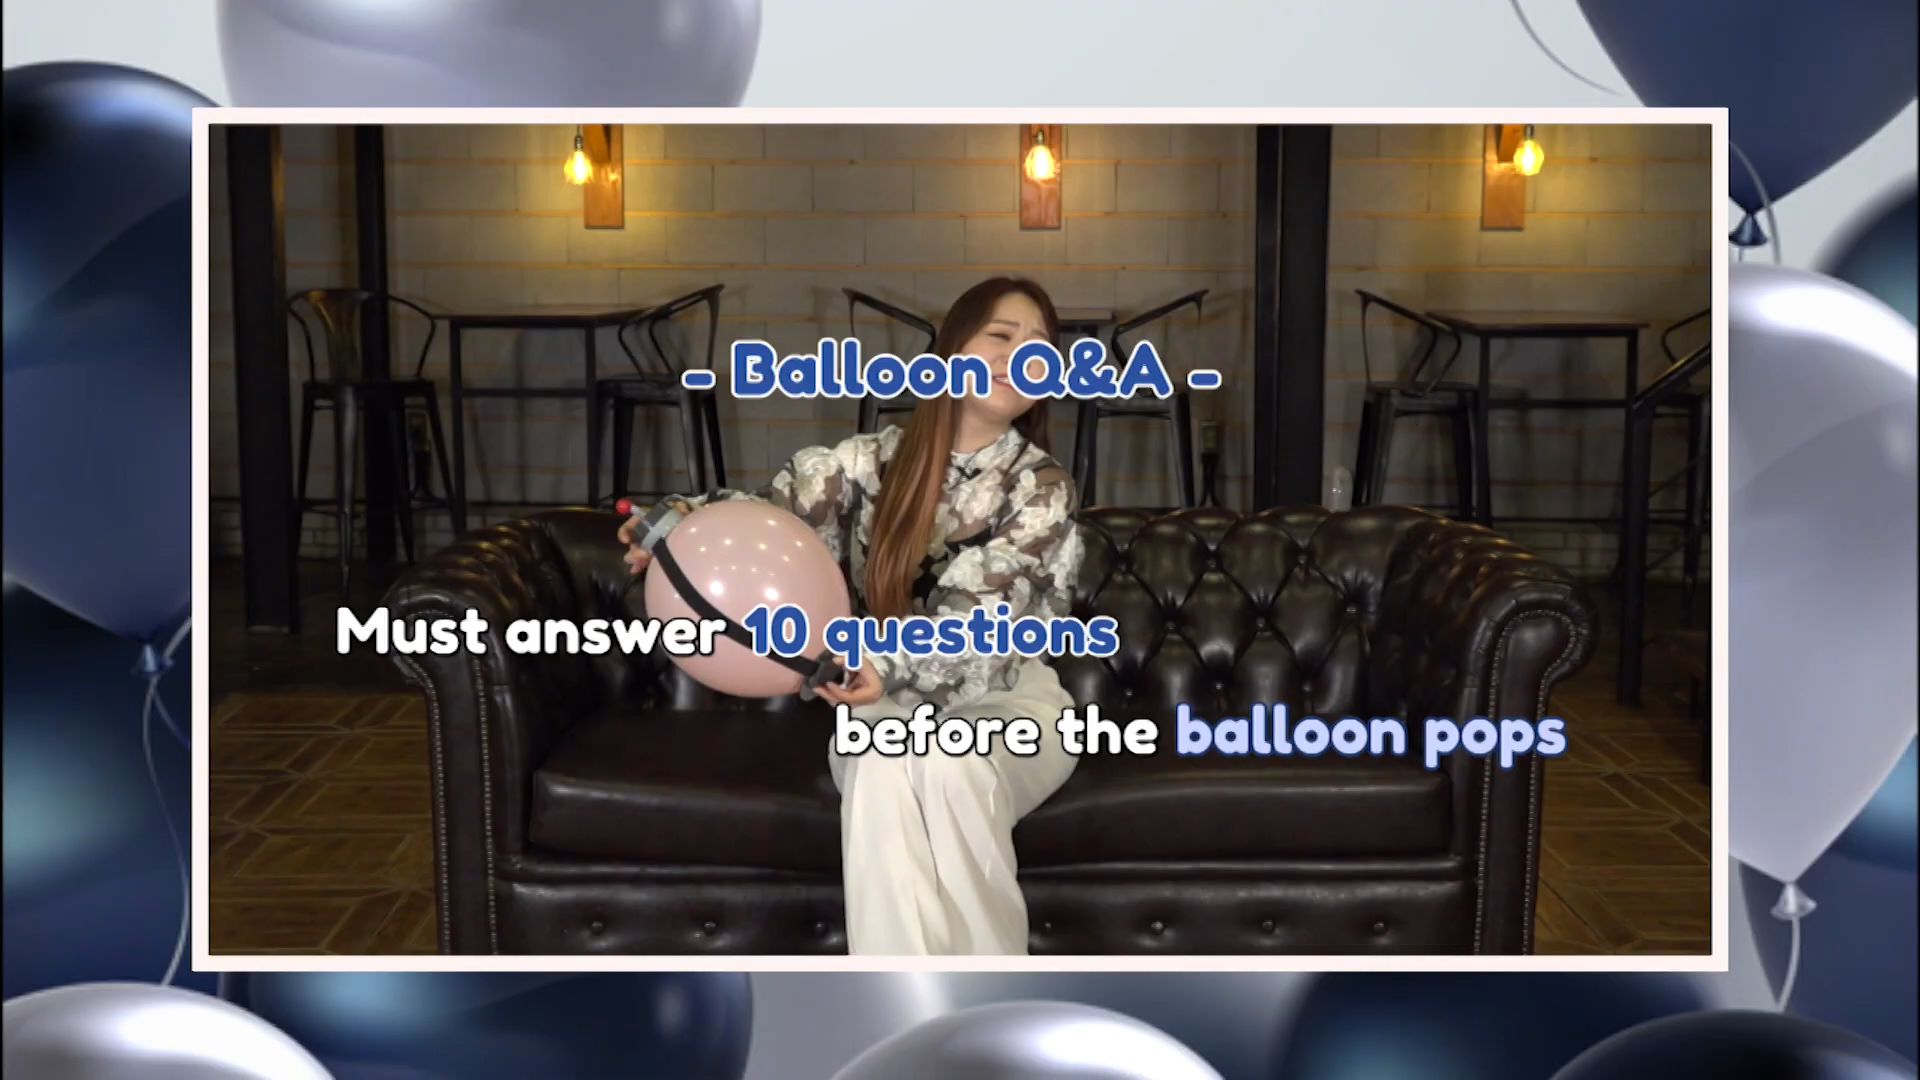 - Balloon Q&A -
Must answer 10 questions
before the balloon pops